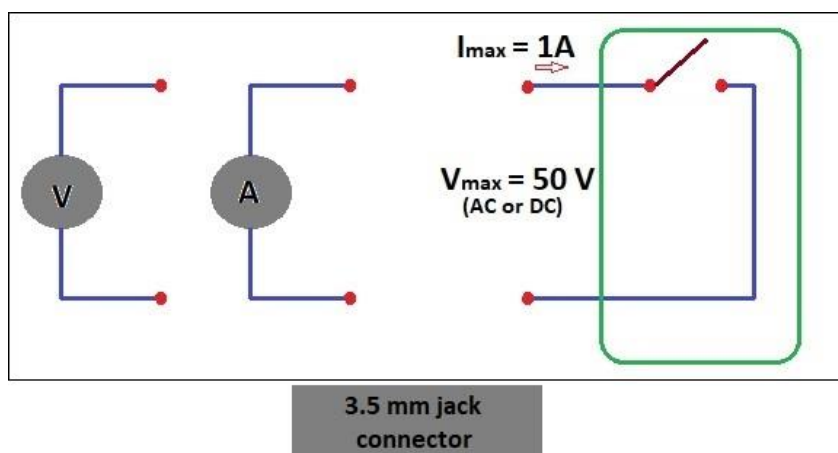 Imax = 1A
V
A
Vmax = 50 V
(AC or DC)
3.5 mm jack
connector